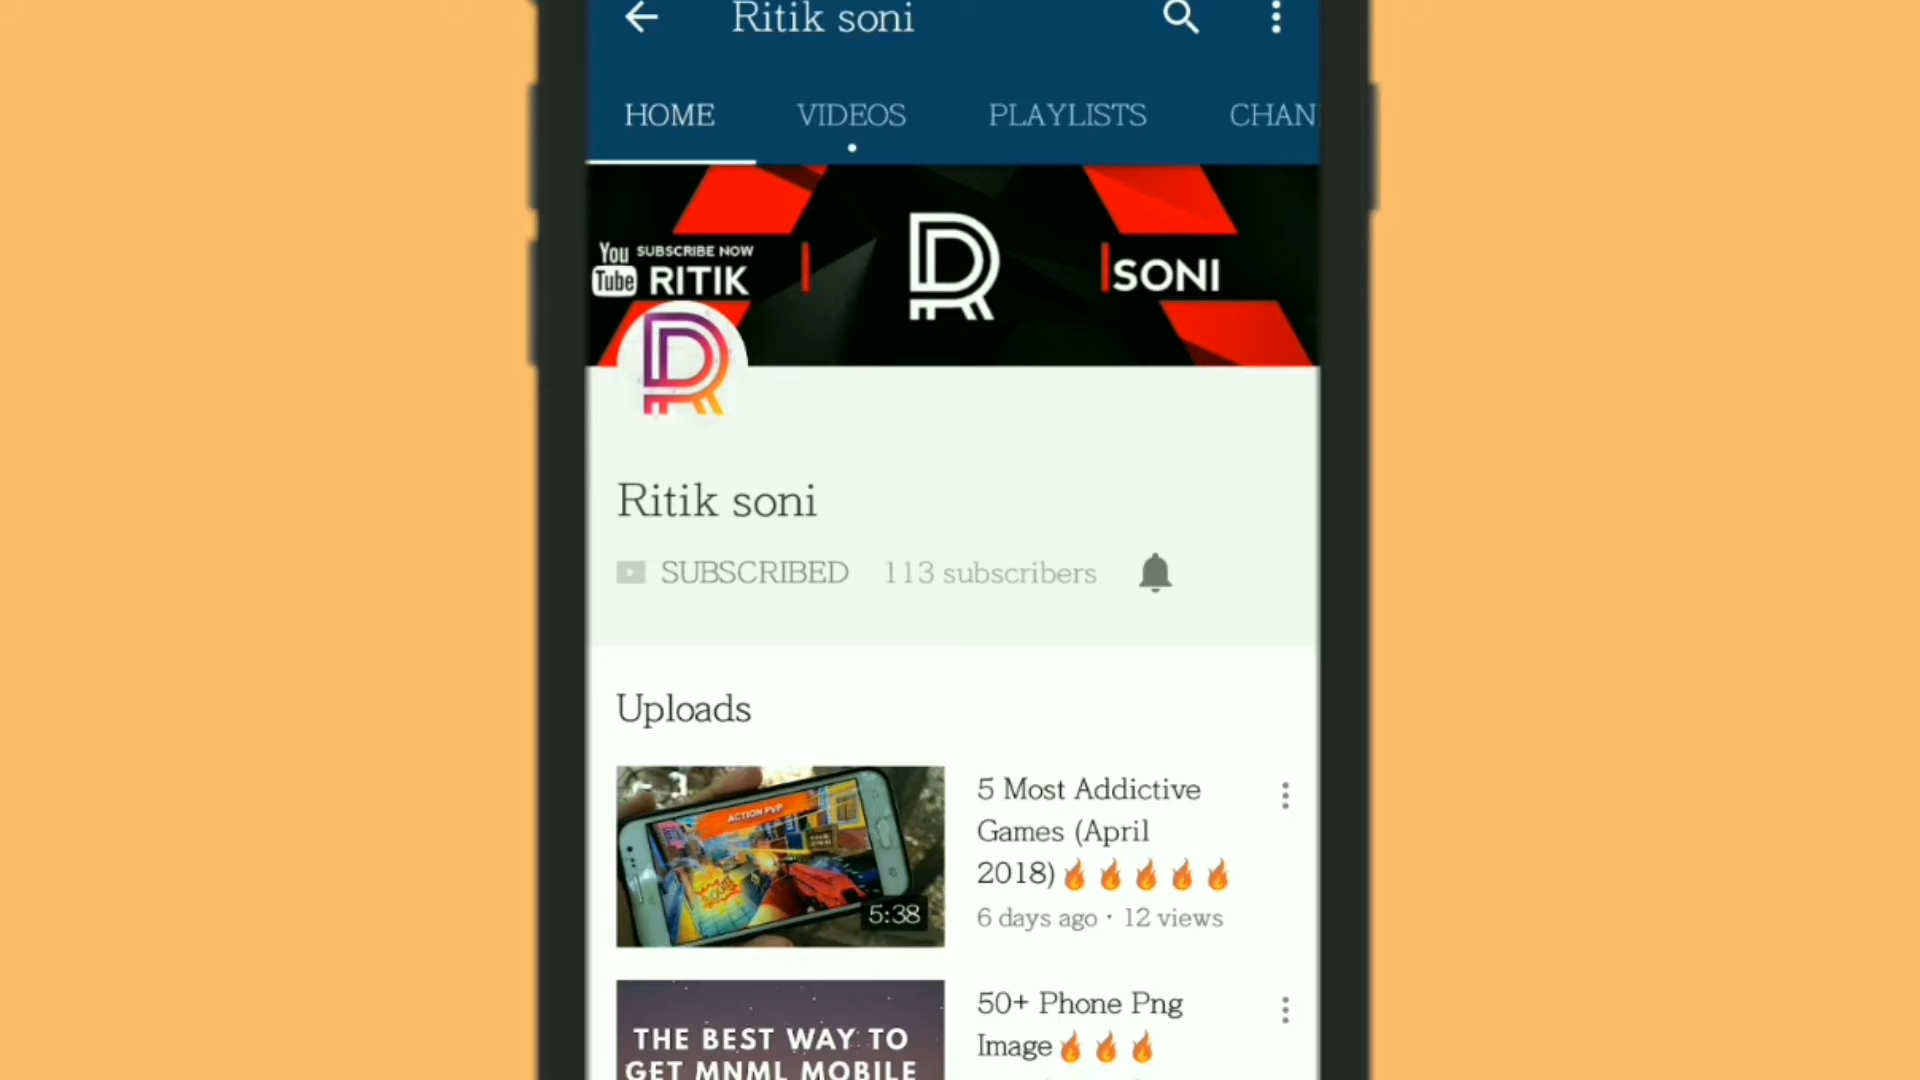 Ritik soni
HOME VIDEOS PLAYLISTS CHAN
You SUBSCRIBE NOW
Tube RITIK SONI
Ritik soni
SUBSCRIBED 113 subscribers
Uploads
ACTION PVP
5:38
5 Most Addictive
Games (April
2018)🔥🔥🔥🔥🔥
6 days ago · 12 views
THE BEST WAY TO
GET MNML MOBILE
50+ Phone Png
Image🔥🔥🔥